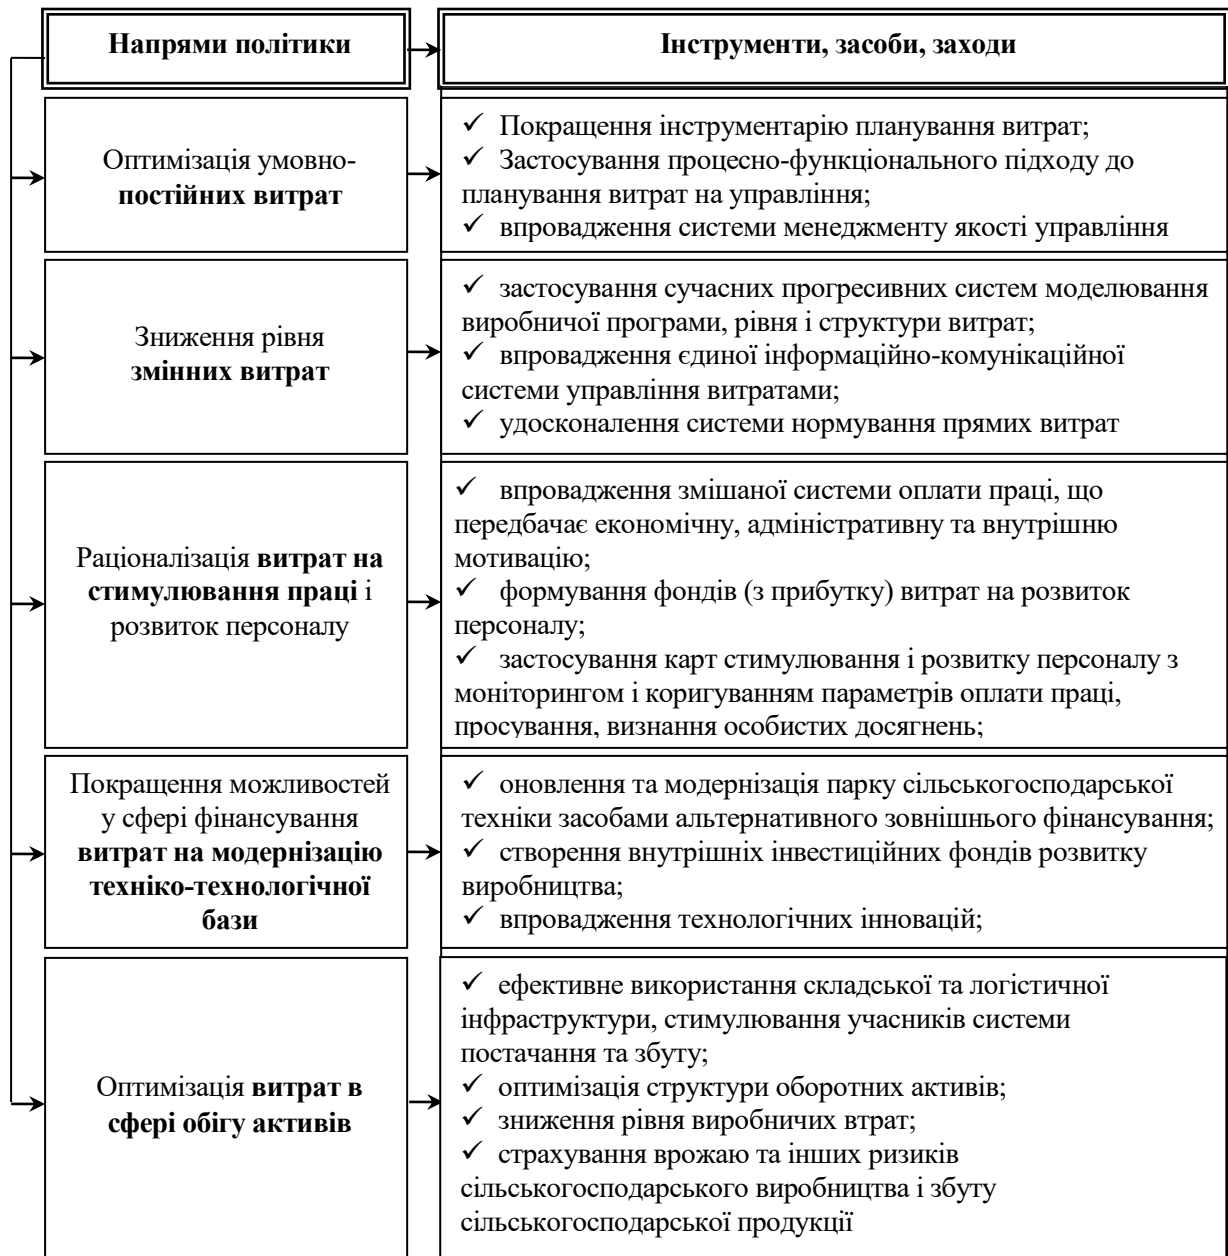 Напрями політики
Інструменти, засоби, заходи
Оптимізація умовно-
постійних витрат
✓ Покращення інструментарію планування витрат;
✓ Застосування процесно-функціонального підходу до
планування витрат на управління;
✓ впровадження системи менеджменту якості управління
Зниження рівня
змінних витрат
✓ застосування сучасних прогресивних систем моделювання
виробничої програми, рівня і структури витрат;
✓ впровадження єдиної інформаційно-комунікаційної
системи управління витратами;
✓ удосконалення системи нормування прямих витрат
Раціоналізація витрат на
стимулювання праці і
розвиток персоналу
✓ впровадження змішаної системи оплати праці, що
передбачає економічну, адміністративну та внутрішню
мотивацію;
✓ формування фондів (з прибутку) витрат на розвиток
персоналу;
✓ застосування карт стимулювання і розвитку персоналу з
моніторингом і коригуванням параметрів оплати праці,
просування, визнання особистих досягнень;
Покращення можливостей
у сфері фінансування
витрат на модернізацію
техніко-технологічної
бази
✓ оновлення та модернізація парку сільськогосподарської
техніки засобами альтернативного зовнішнього фінансування;
✓ створення внутрішніх інвестиційних фондів розвитку
виробництва;
✓ впровадження технологічних інновацій;
Оптимізація витрат в
сфері обігу активів
✓ ефективне використання складської та логістичної
інфраструктури, стимулювання учасників системи
постачання та збуту;
✓ оптимізація структури оборотних активів;
✓ зниження рівня виробничих втрат;
✓ страхування врожаю та інших ризиків
сільськогосподарського виробництва і збуту
сільськогосподарської продукції